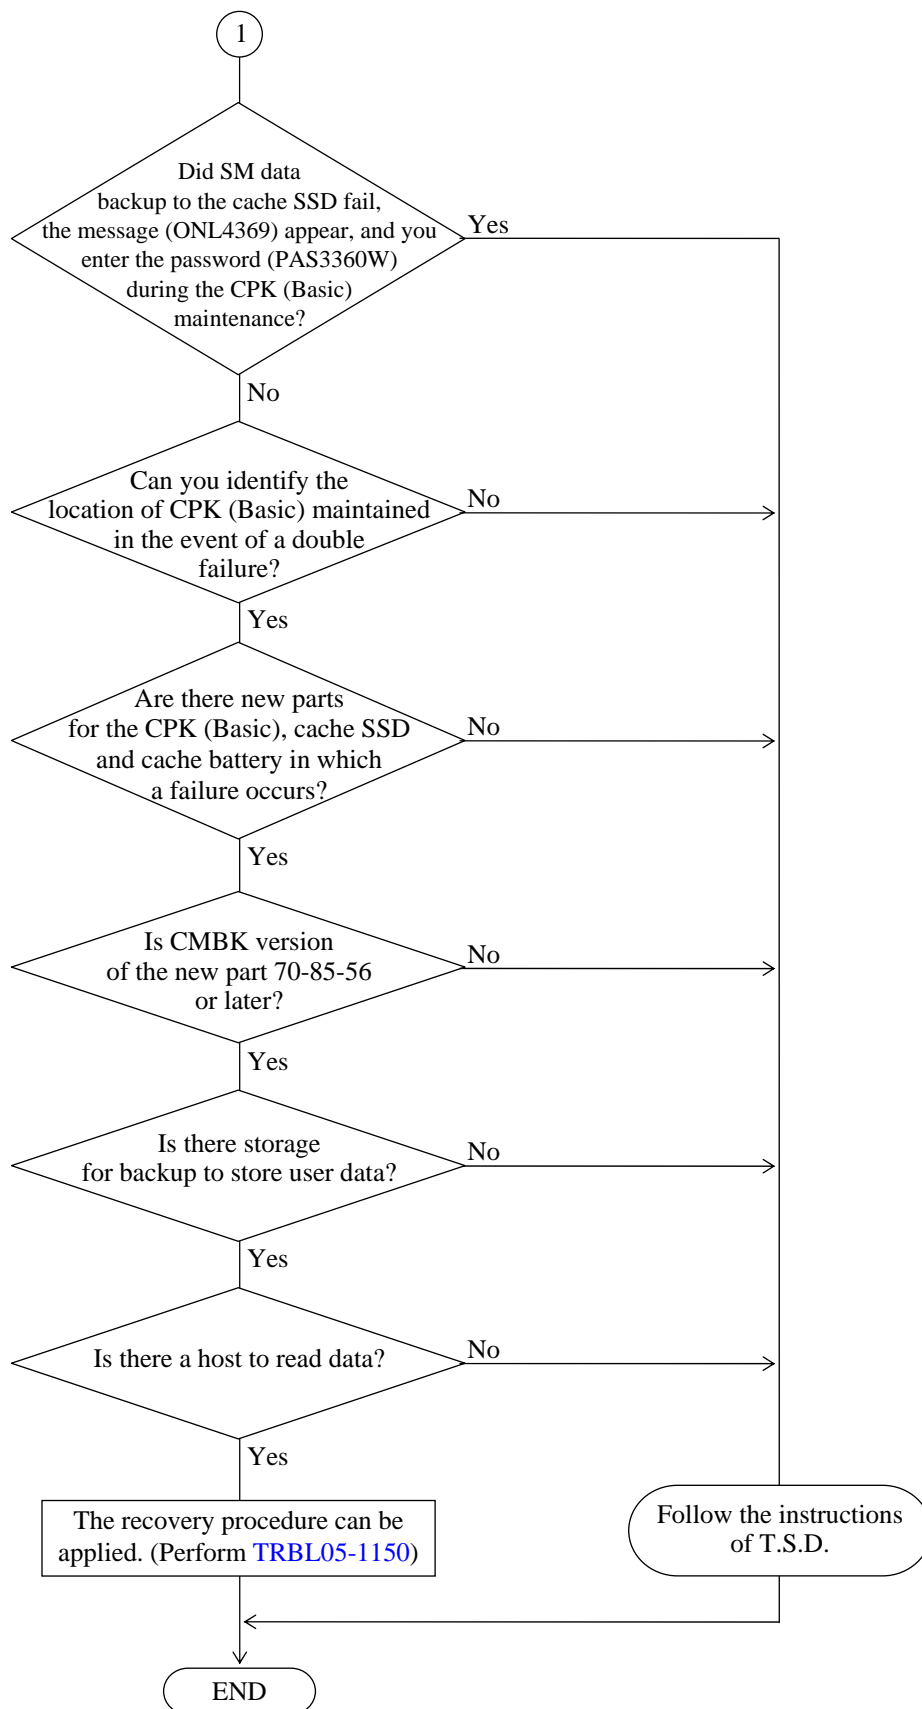 1
Did SM data
backup to the cache SSD fail,
the message (ONL4369) appear, and you
enter the password (PAS3360W)
during the CPK (Basic)
maintenance?
Yes
No
Can you identify the
location of CPK (Basic) maintained
in the event of a double
failure?
No
Yes
Are there new parts
for the CPK (Basic), cache SSD
and cache battery in which
a failure occurs?
No
Yes
Is CMBK version
of the new part 70-85-56
or later?
No
Yes
Is there storage
for backup to store user data?
No
Yes
Is there a host to read data?
No
Yes
The recovery procedure can be
applied. (Perform TRBL05-1150)
Follow the instructions
of T.S.D.
END